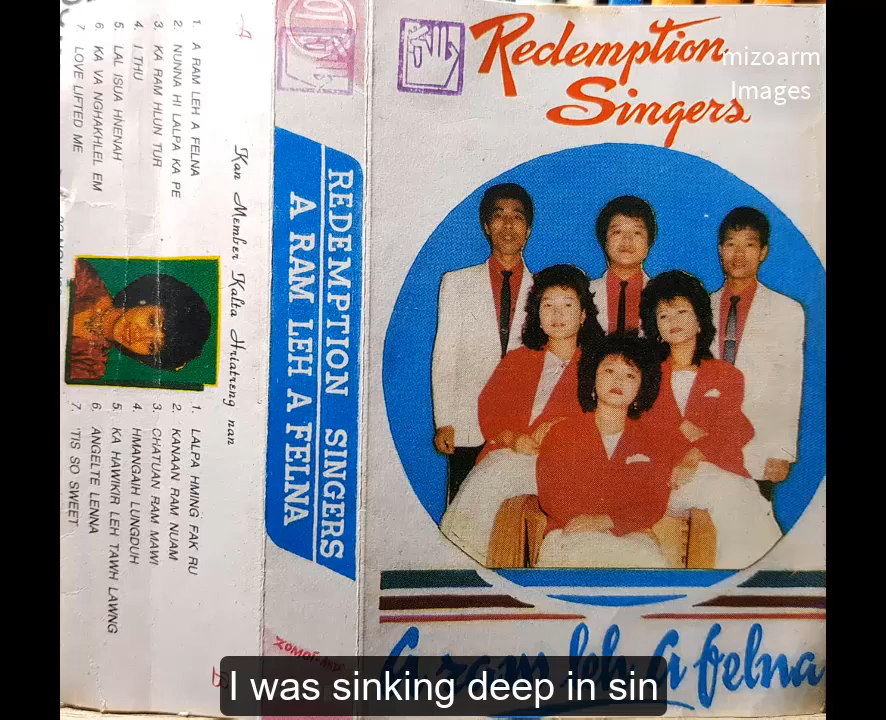 Redemption
Singers
mizoarm
Images
A ram leh A felna
REDEMPTION SINGERS
A RAM LEH A FELNA
A
1. A RAM LEH A FELNA
2. NUNNA HI LALPA KA PE
3. KA RAM HLUN TUR
4. I THU
5. LAL ISUA HNENAH
6. KA VA NGHAKHLEL EM
7 LOVE LIFTED ME
Kan Member Kalta Hriatreng nan
B
1. LALPA HMING FAK RU
2. KANAAN RAM NUAM
3. CHATUAN RAM MAWI
4. HMANGAIH LUNGDUH
5. KA HAWIKIR LEH TAWH LAWNG
6. ANGELTE LENNA
7. 'TIS SO SWEET
I was sinking deep in sin